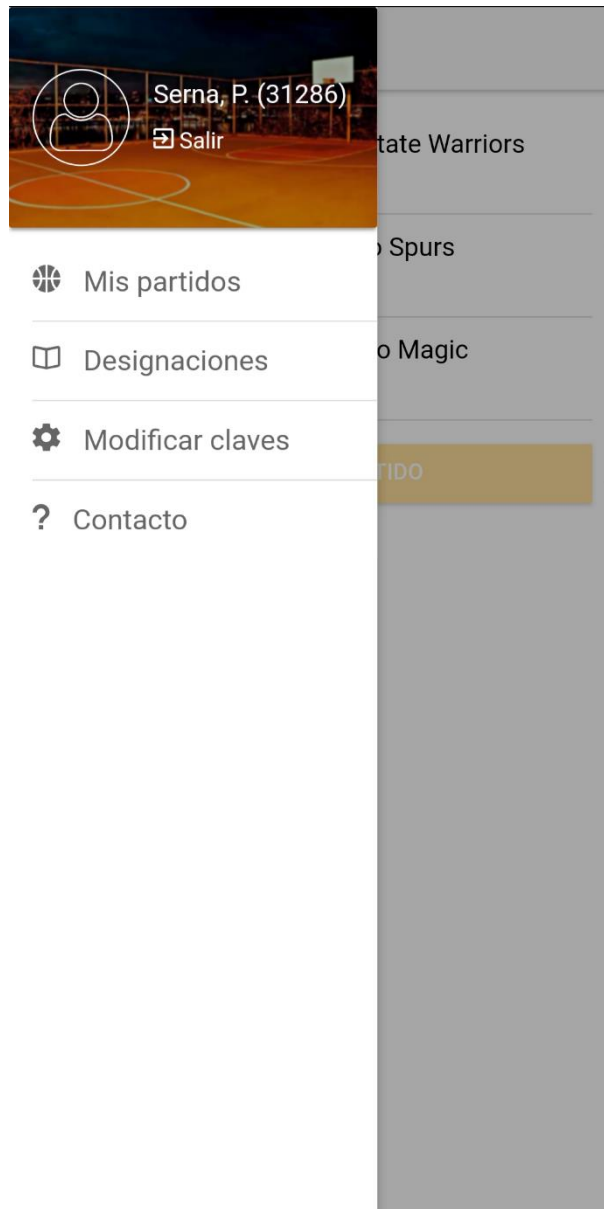 Serna, P. (31286)
Salir
tate Warriors
Mis partidos
Spurs
Designaciones
o Magic
Modificar claves
TIDO
? Contacto